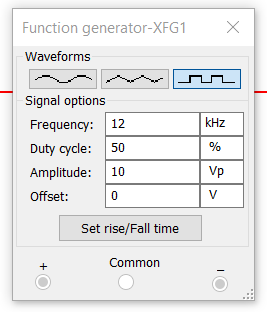 Function generator-XFG1
Waveforms
Signal options
Frequency: 12 kHz
Duty cycle: 50 %
Amplitude: 10 Vp
Offset: 0 V
Set rise/Fall time
+ Common −